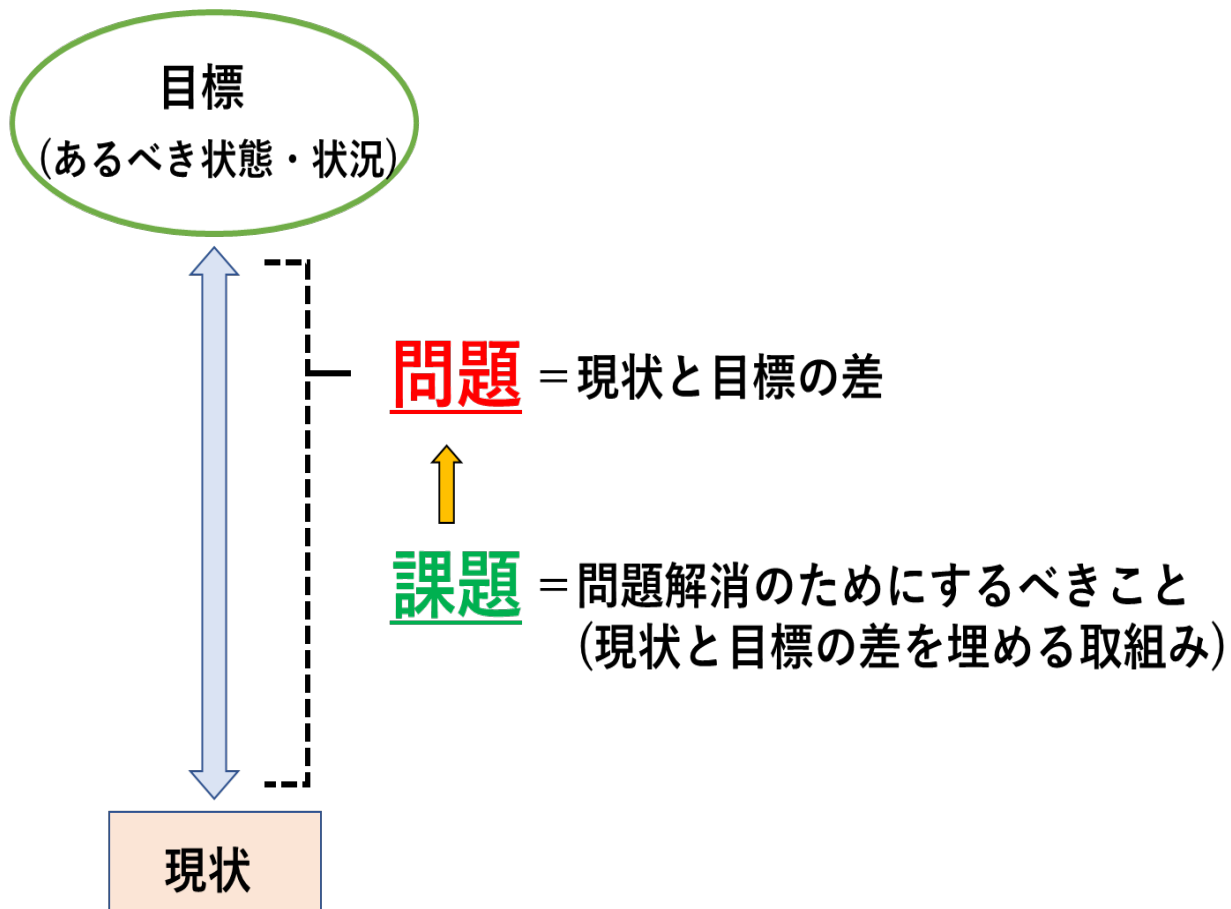 目標
(あるべき状態・状況)
問題＝現状と目標の差
課題＝問題解消のためにするべきこと
(現状と目標の差を埋める取組み)
現状